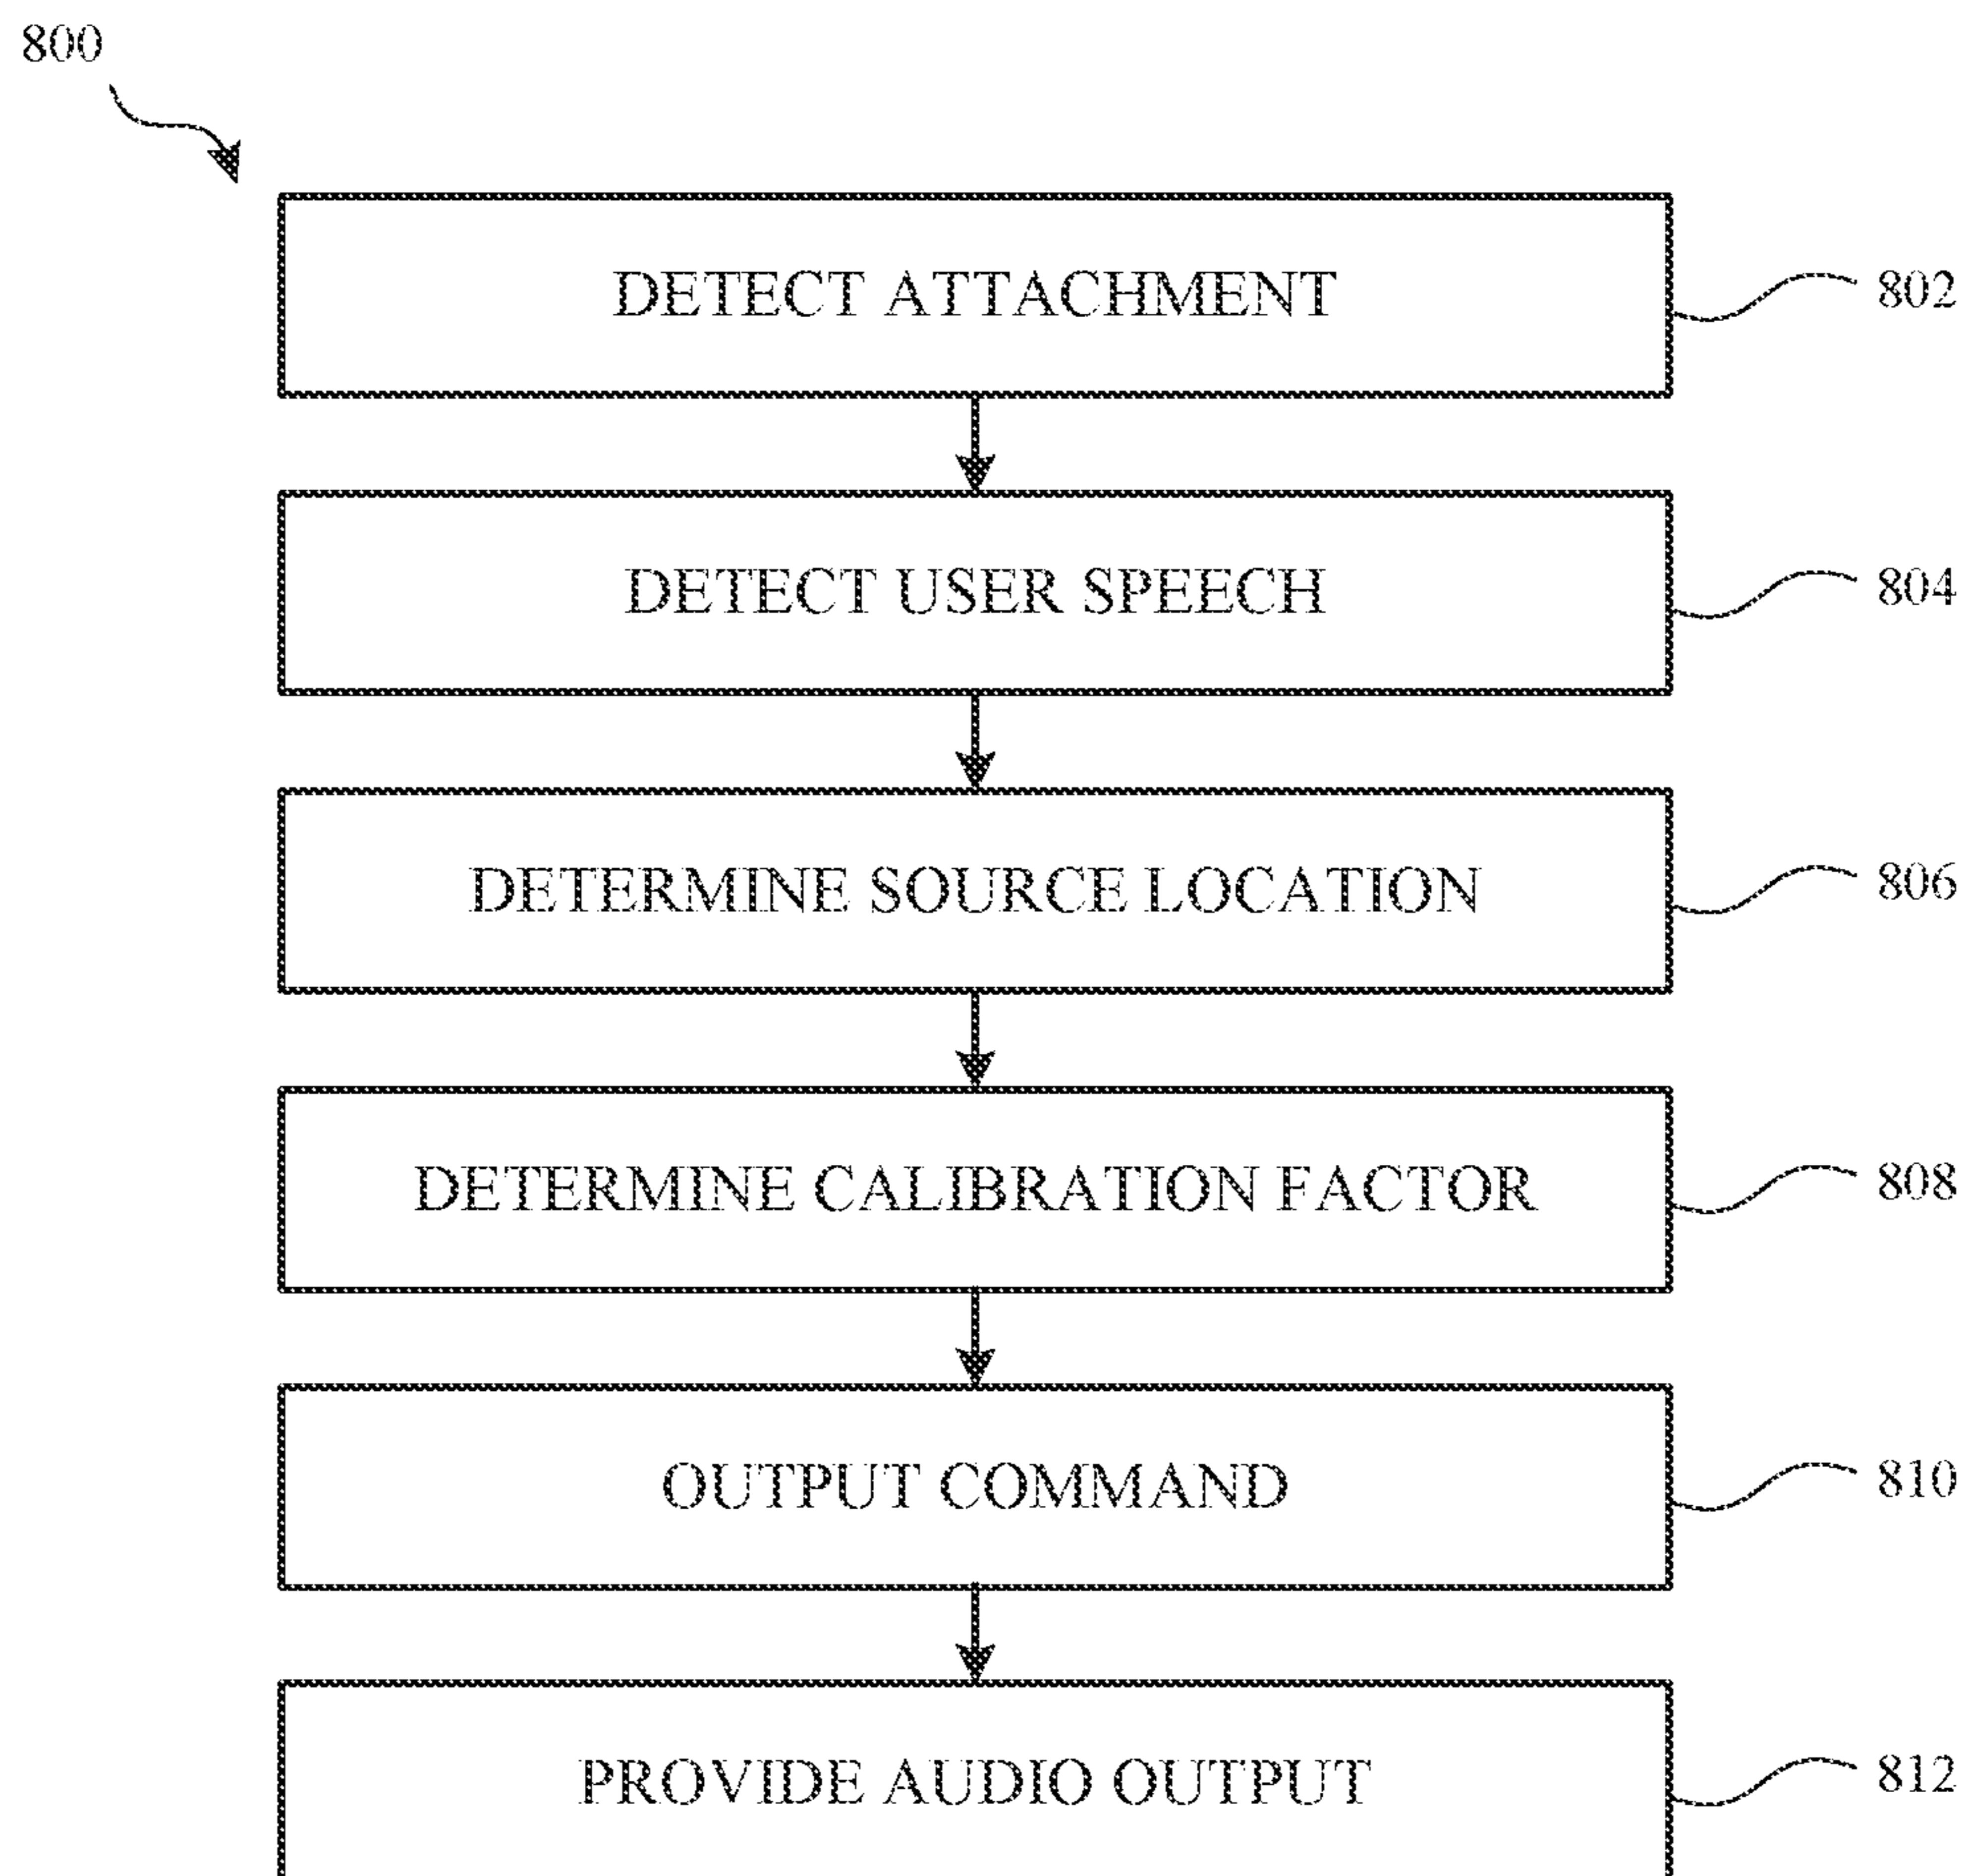 800
DETECT ATTACHMENT 802
DETECT USER SPEECH 804
DETERMINE SOURCE LOCATION 806
DETERMINE CALIBRATION FACTOR 808
OUTPUT COMMAND 810
PROVIDE AUDIO OUTPUT 812